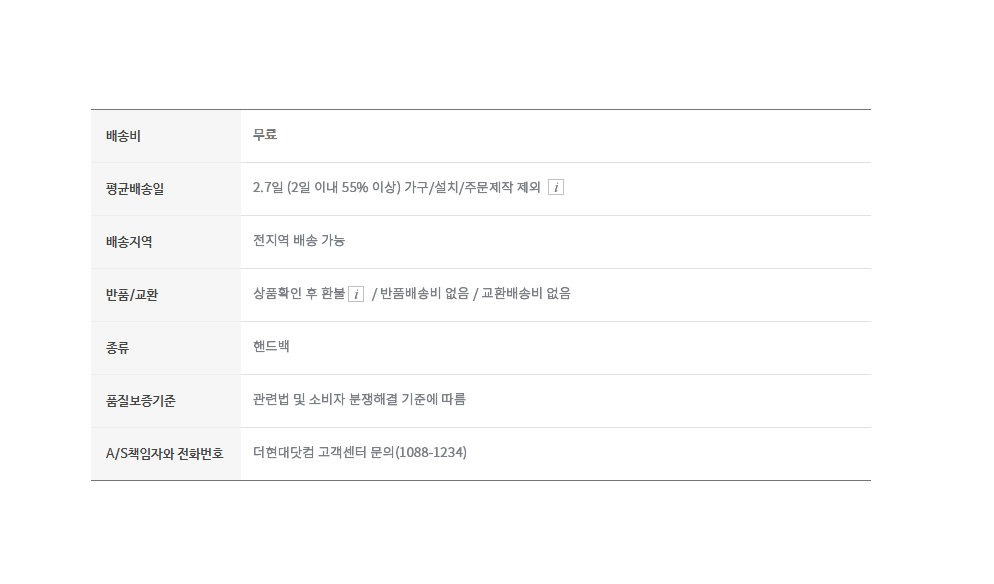 배송비 무료
평균배송일 2.7일 (2일 이내 55% 이상) 가구/설치/주문제작 제외 i
배송지역 전지역 배송 가능
반품/교환 상품확인 후 환불 i / 반품배송비 없음 / 교환배송비 없음
종류 핸드백
품질보증기준 관련법 및 소비자 분쟁해결 기준에 따름
A/S책임자와 전화번호 더현대닷컴 고객센터 문의(1088-1234)